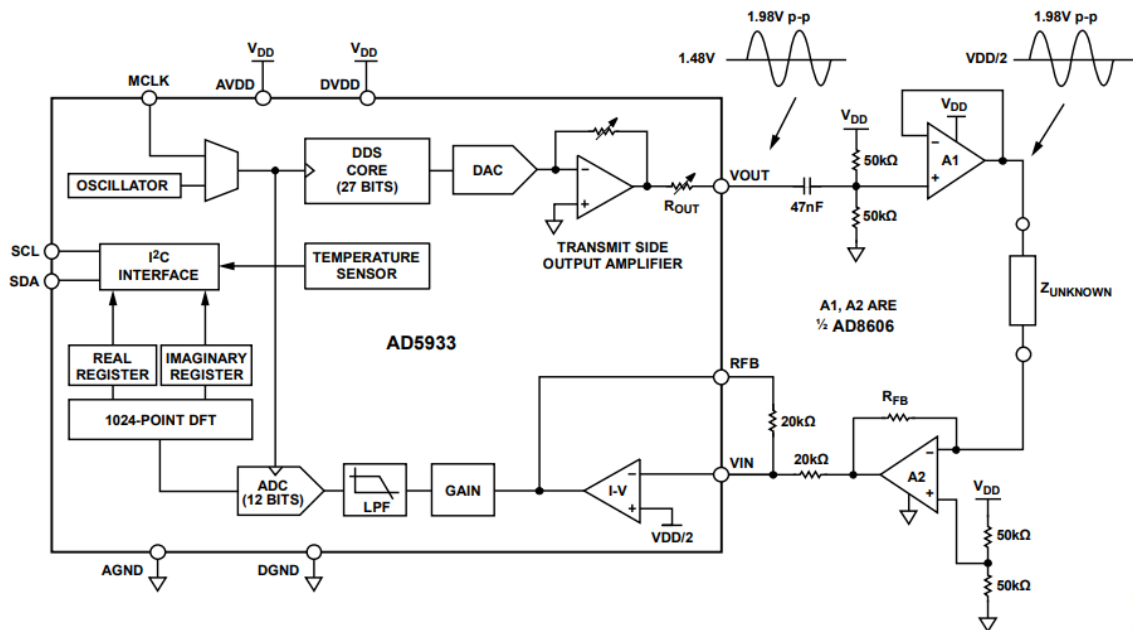 1.98V p-p
1.98V p-p
1.48V
VDD/2
VDD
VDD
MCLK
AVDD
DVDD
VDD
VDD
DDS
CORE
(27 BITS)
DAC
OSCILLATOR
ROUT
VOUT
47nF
50kΩ
50kΩ
A1
TRANSMIT SIDE
OUTPUT AMPLIFIER
SCL
SDA
I2C
INTERFACE
TEMPERATURE
SENSOR
ZUNKNOWN
A1, A2 ARE
½ AD8606
AD5933
REAL
REGISTER
IMAGINARY
REGISTER
1024-POINT DFT
RFB
20kΩ
RFB
VIN
20kΩ
A2
VDD
50kΩ
50kΩ
ADC
(12 BITS)
LPF
GAIN
I-V
VDD/2
AGND
DGND